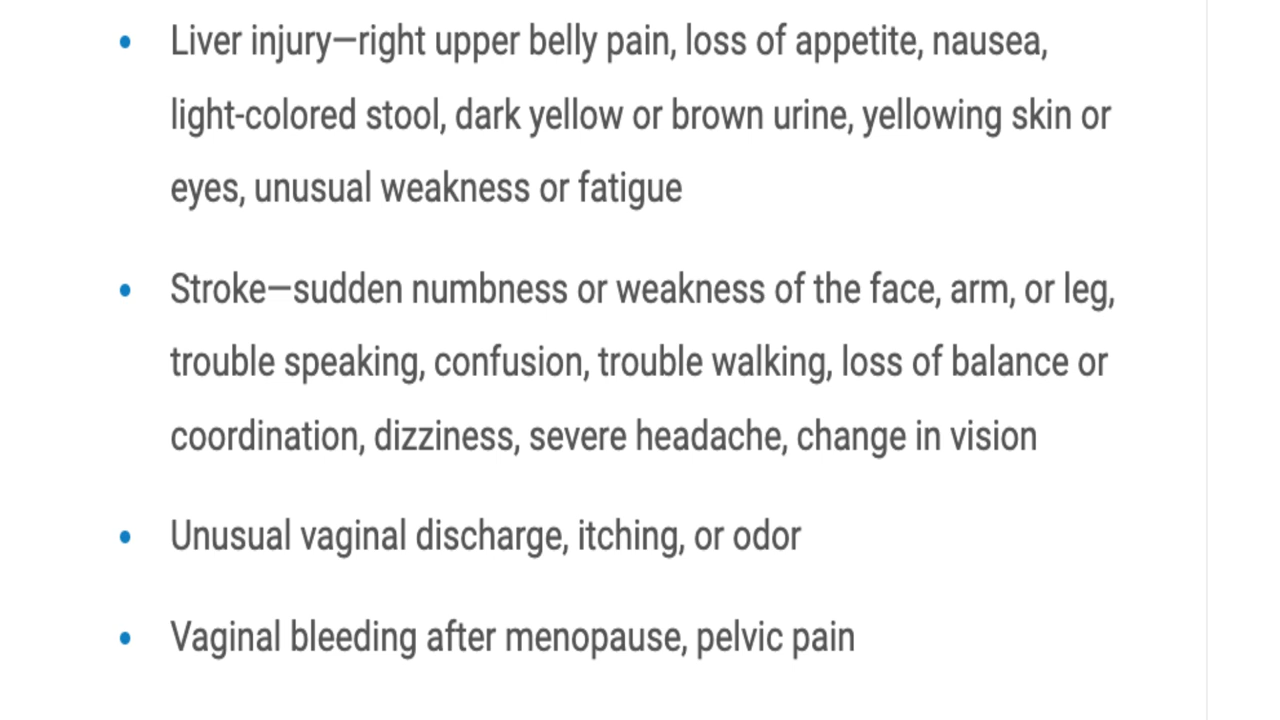 • Liver injury—right upper belly pain, loss of appetite, nausea,
light-colored stool, dark yellow or brown urine, yellowing skin or
eyes, unusual weakness or fatigue
• Stroke—sudden numbness or weakness of the face, arm, or leg,
trouble speaking, confusion, trouble walking, loss of balance or
coordination, dizziness, severe headache, change in vision
• Unusual vaginal discharge, itching, or odor
• Vaginal bleeding after menopause, pelvic pain